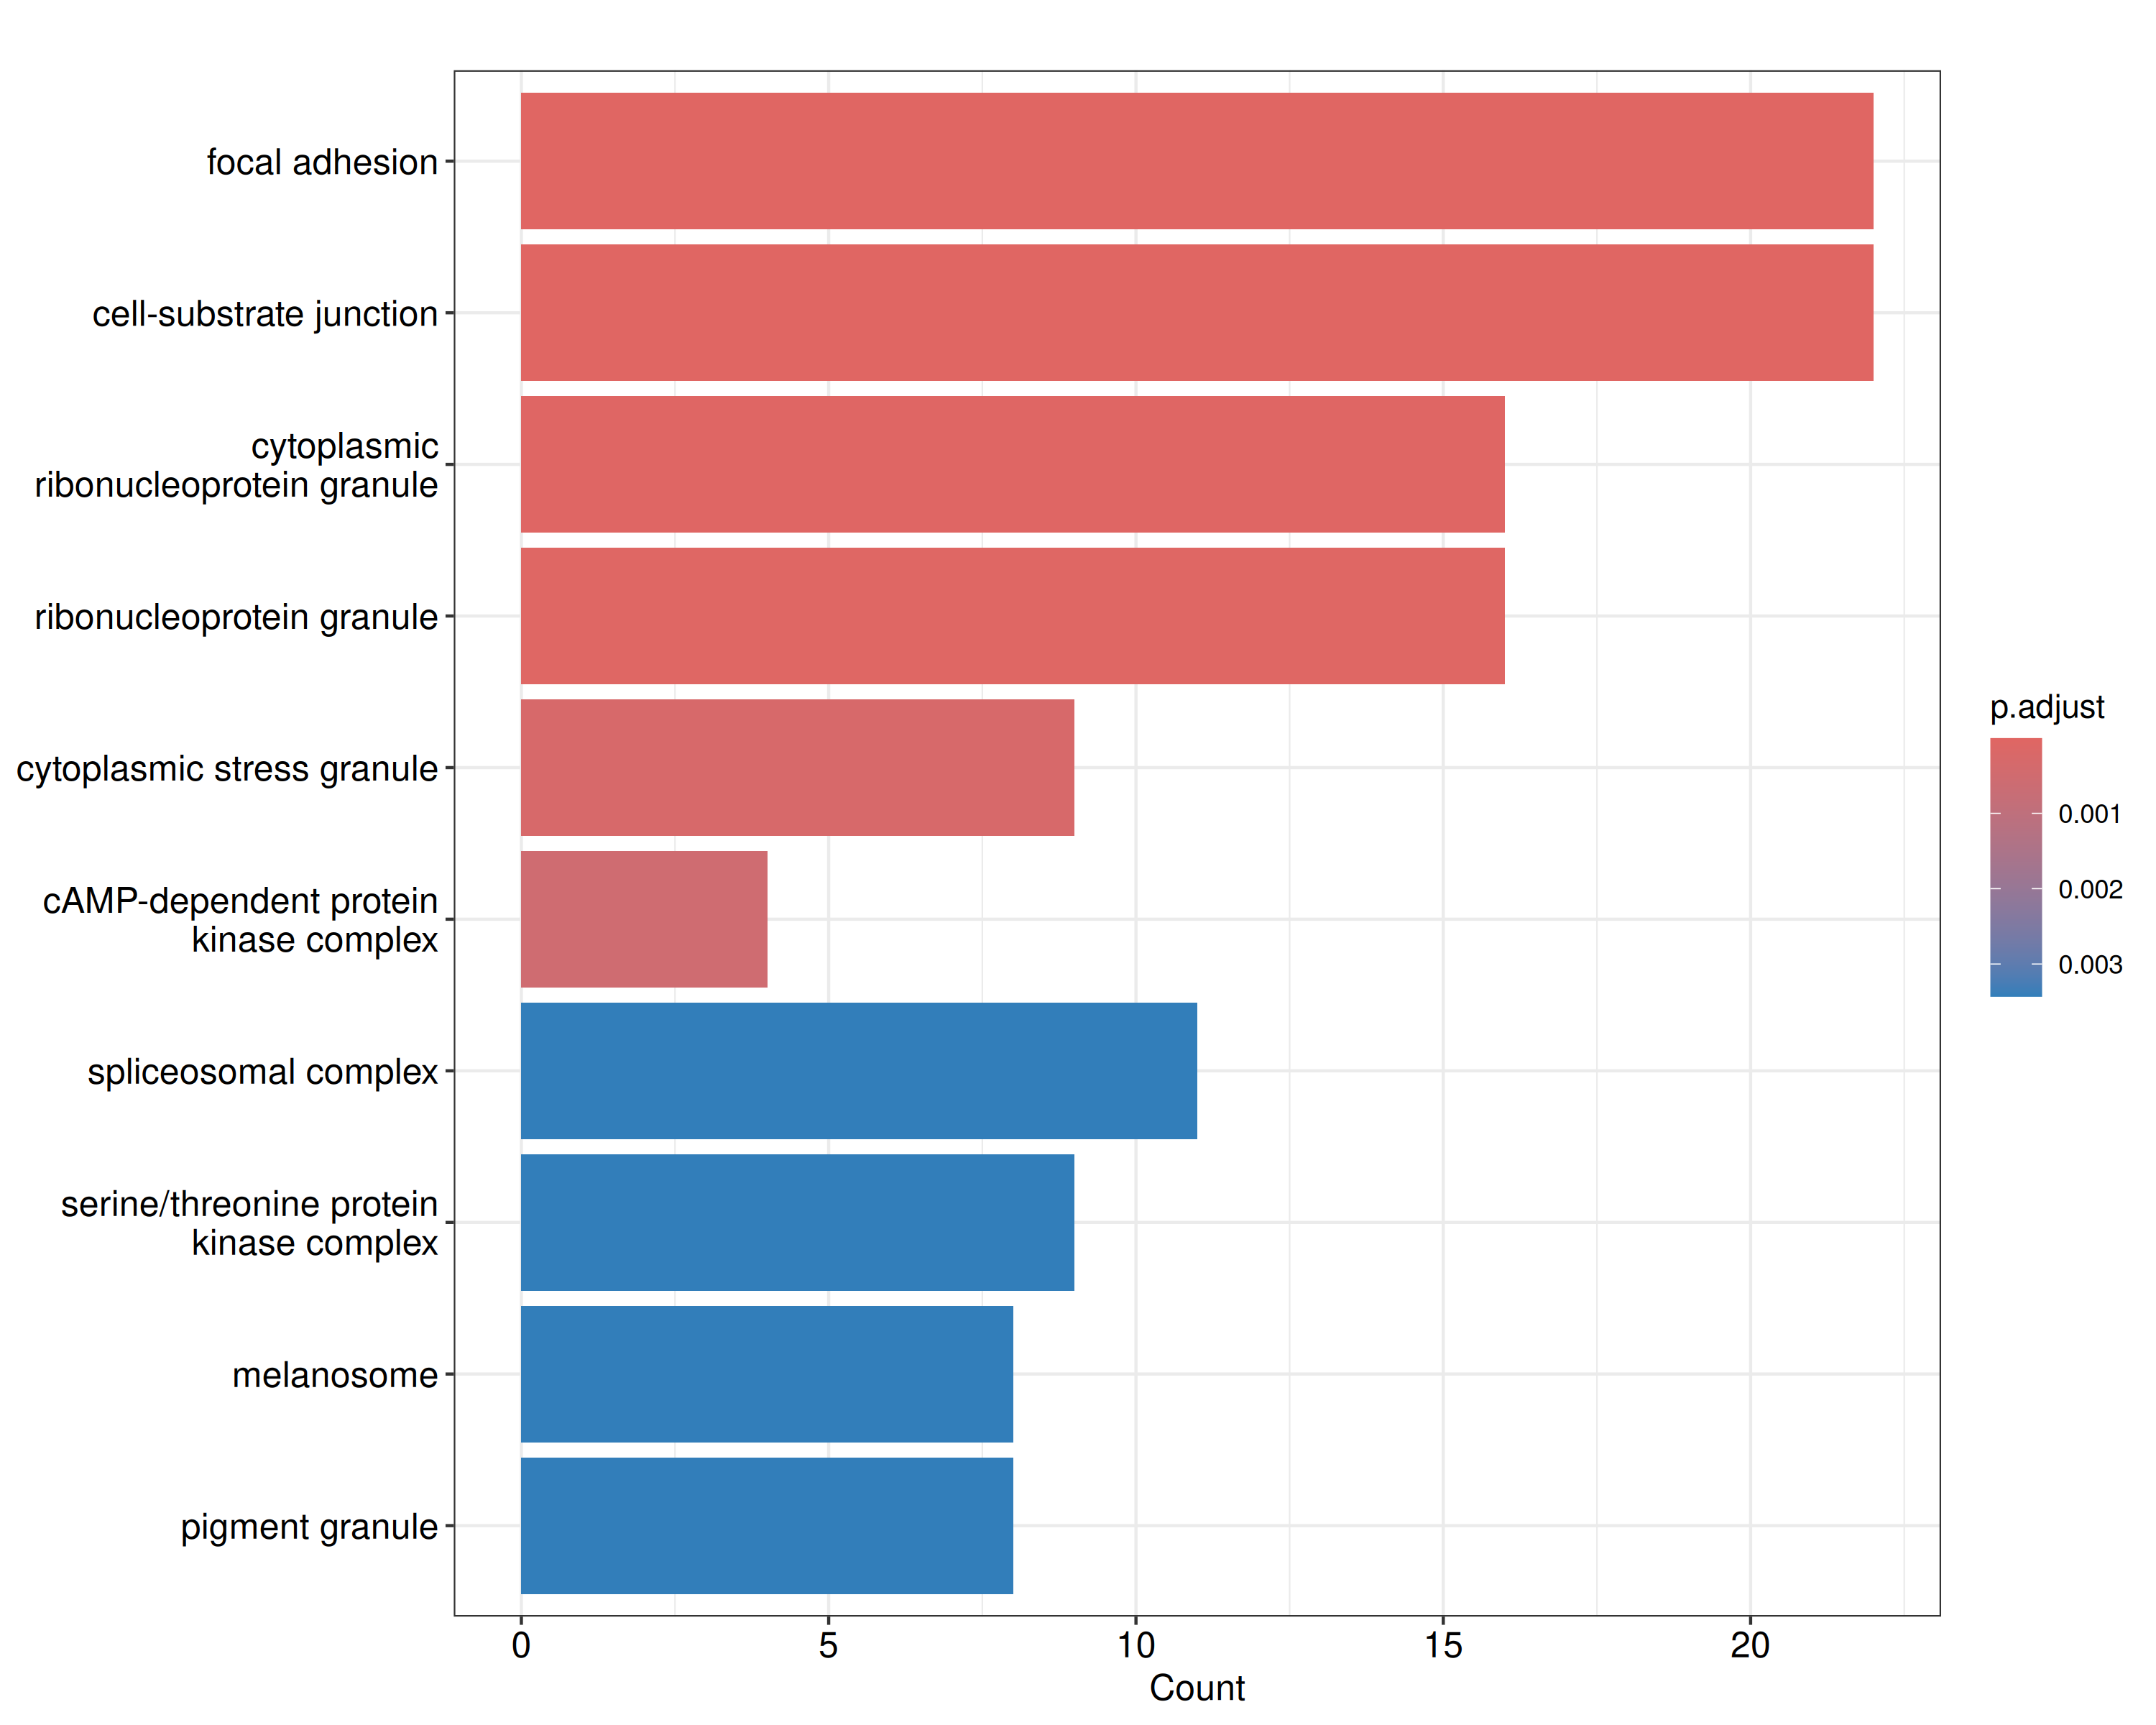 focal adhesion
cell-substrate junction
cytoplasmic
ribonucleoprotein granule
ribonucleoprotein granule
cytoplasmic stress granule
cAMP-dependent protein
kinase complex
spliceosomal complex
serine/threonine protein
kinase complex
melanosome
pigment granule
0 5 10 15 20
Count
p.adjust
0.001
0.002
0.003